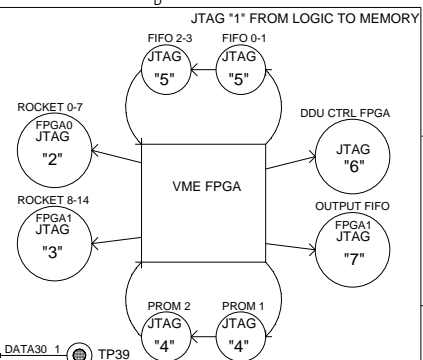 D
JTAG "1" FROM LOGIC TO MEMORY
FIFO 2-3
FIFO 0-1
JTAG
"5"
JTAG
"5"
ROCKET 0-7
FPGA0
JTAG
"2"
DDU CTRL FPGA
JTAG
"6"
VME FPGA
ROCKET 8-14
FPGA1
JTAG
"3"
OUTPUT FIFO
FPGA1
JTAG
"7"
PROM 2
PROM 1
JTAG
"4"
JTAG
"4"
DATA30 1
TP39